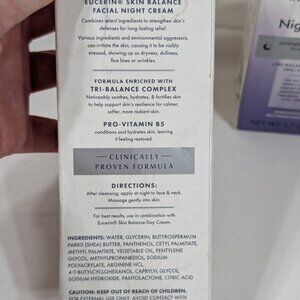 EUCERIN® SKIN BALANCE
FACIAL NIGHT CREAM
Combines select ingredients to strengthen skin's
defenses for long-lasting relief.
Various ingredients and environmental aggressors,
can irritate the skin, causing it to be visibly
stressed, showing up as dryness, dullness,
fine lines or wrinkles.
FORMULA ENRICHED WITH
TRI-BALANCE COMPLEX
Noticeably soothes, hydrates, & fortifies skin
to help support skin's resilience for calmer,
softer, more radiant skin.
PRO-VITAMIN B5
conditions and hydrates skin, leaving
it feeling restored.
CLINICALLY
PROVEN FORMULA
DIRECTIONS:
After cleansing, apply at night to face & neck.
Massage gently into skin.
For best results, use in combination with
Eucerin® Skin Balance Day Cream.
INGREDIENTS: WATER, GLYCERIN, BUTYROSPERMUM
PARKII (SHEA) BUTTER, PANTHENOL, CETYL PALMITATE,
METHYL PALMITATE, VEGETABLE OIL, PENTYLENE
GLYCOL, METHYLPROPANEDIOL, SODIUM
POLYACRYLATE, ARGININE HCL,
4-T-BUTYLCYCLOHEXANOL, CAPRYLYL GLYCOL,
SODIUM HYDROXIDE, PANTOLACTONE, CITRIC ACID
CAUTION: KEEP OUT OF REACH OF CHILDREN.
FOR EXTERNAL USE ONLY. AVOID CONTACT
Nig